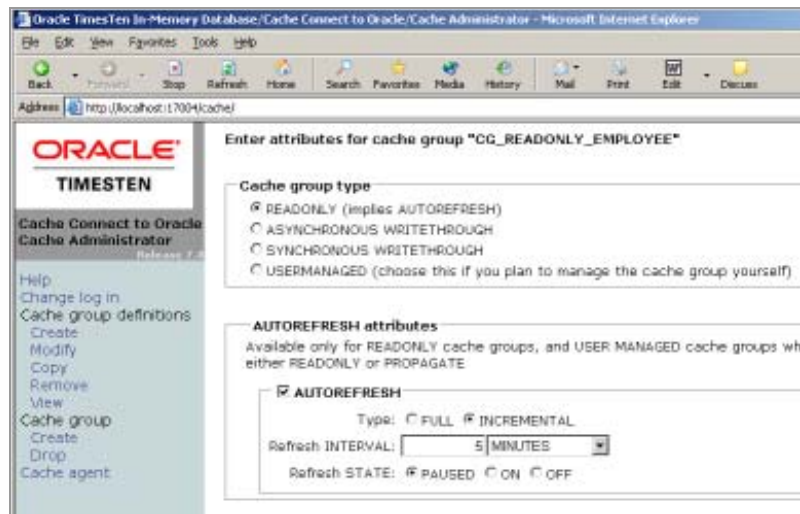 Oracle TimesTen In-Memory Database/Cache Connect to Oracle/Cache Administrator - Microsoft Internet Explorer
File Edit View Favorites Tools Help
Back Forward Stop Refresh Home Search Favorites Media History Mail Print Edit Discuss
Address http://localhost:17004/cache/
ORACLE
TIMESTEN
Cache Connect to Oracle
Cache Administrator
Release
Help
Change log in
Cache group definitions
Create
Modify
Copy
Remove
View
Cache group
Create
Drop
Cache agent
Enter attributes for cache group "CG_READONLY_EMPLOYEE"
Cache group type
READONLY (implies AUTOREFRESH)
ASYNCHRONOUS WRITETHROUGH
SYNCHRONOUS WRITETHROUGH
USERMANAGED (choose this if you plan to manage the cache group yourself)
AUTOREFRESH attributes
Available only for READONLY cache groups, and USER MANAGED cache groups wh
either READONLY or PROPAGATE
AUTOREFRESH
Type: FULL INCREMENTAL
Refresh INTERVAL: 5 MINUTES
Refresh STATE: PAUSED ON OFF